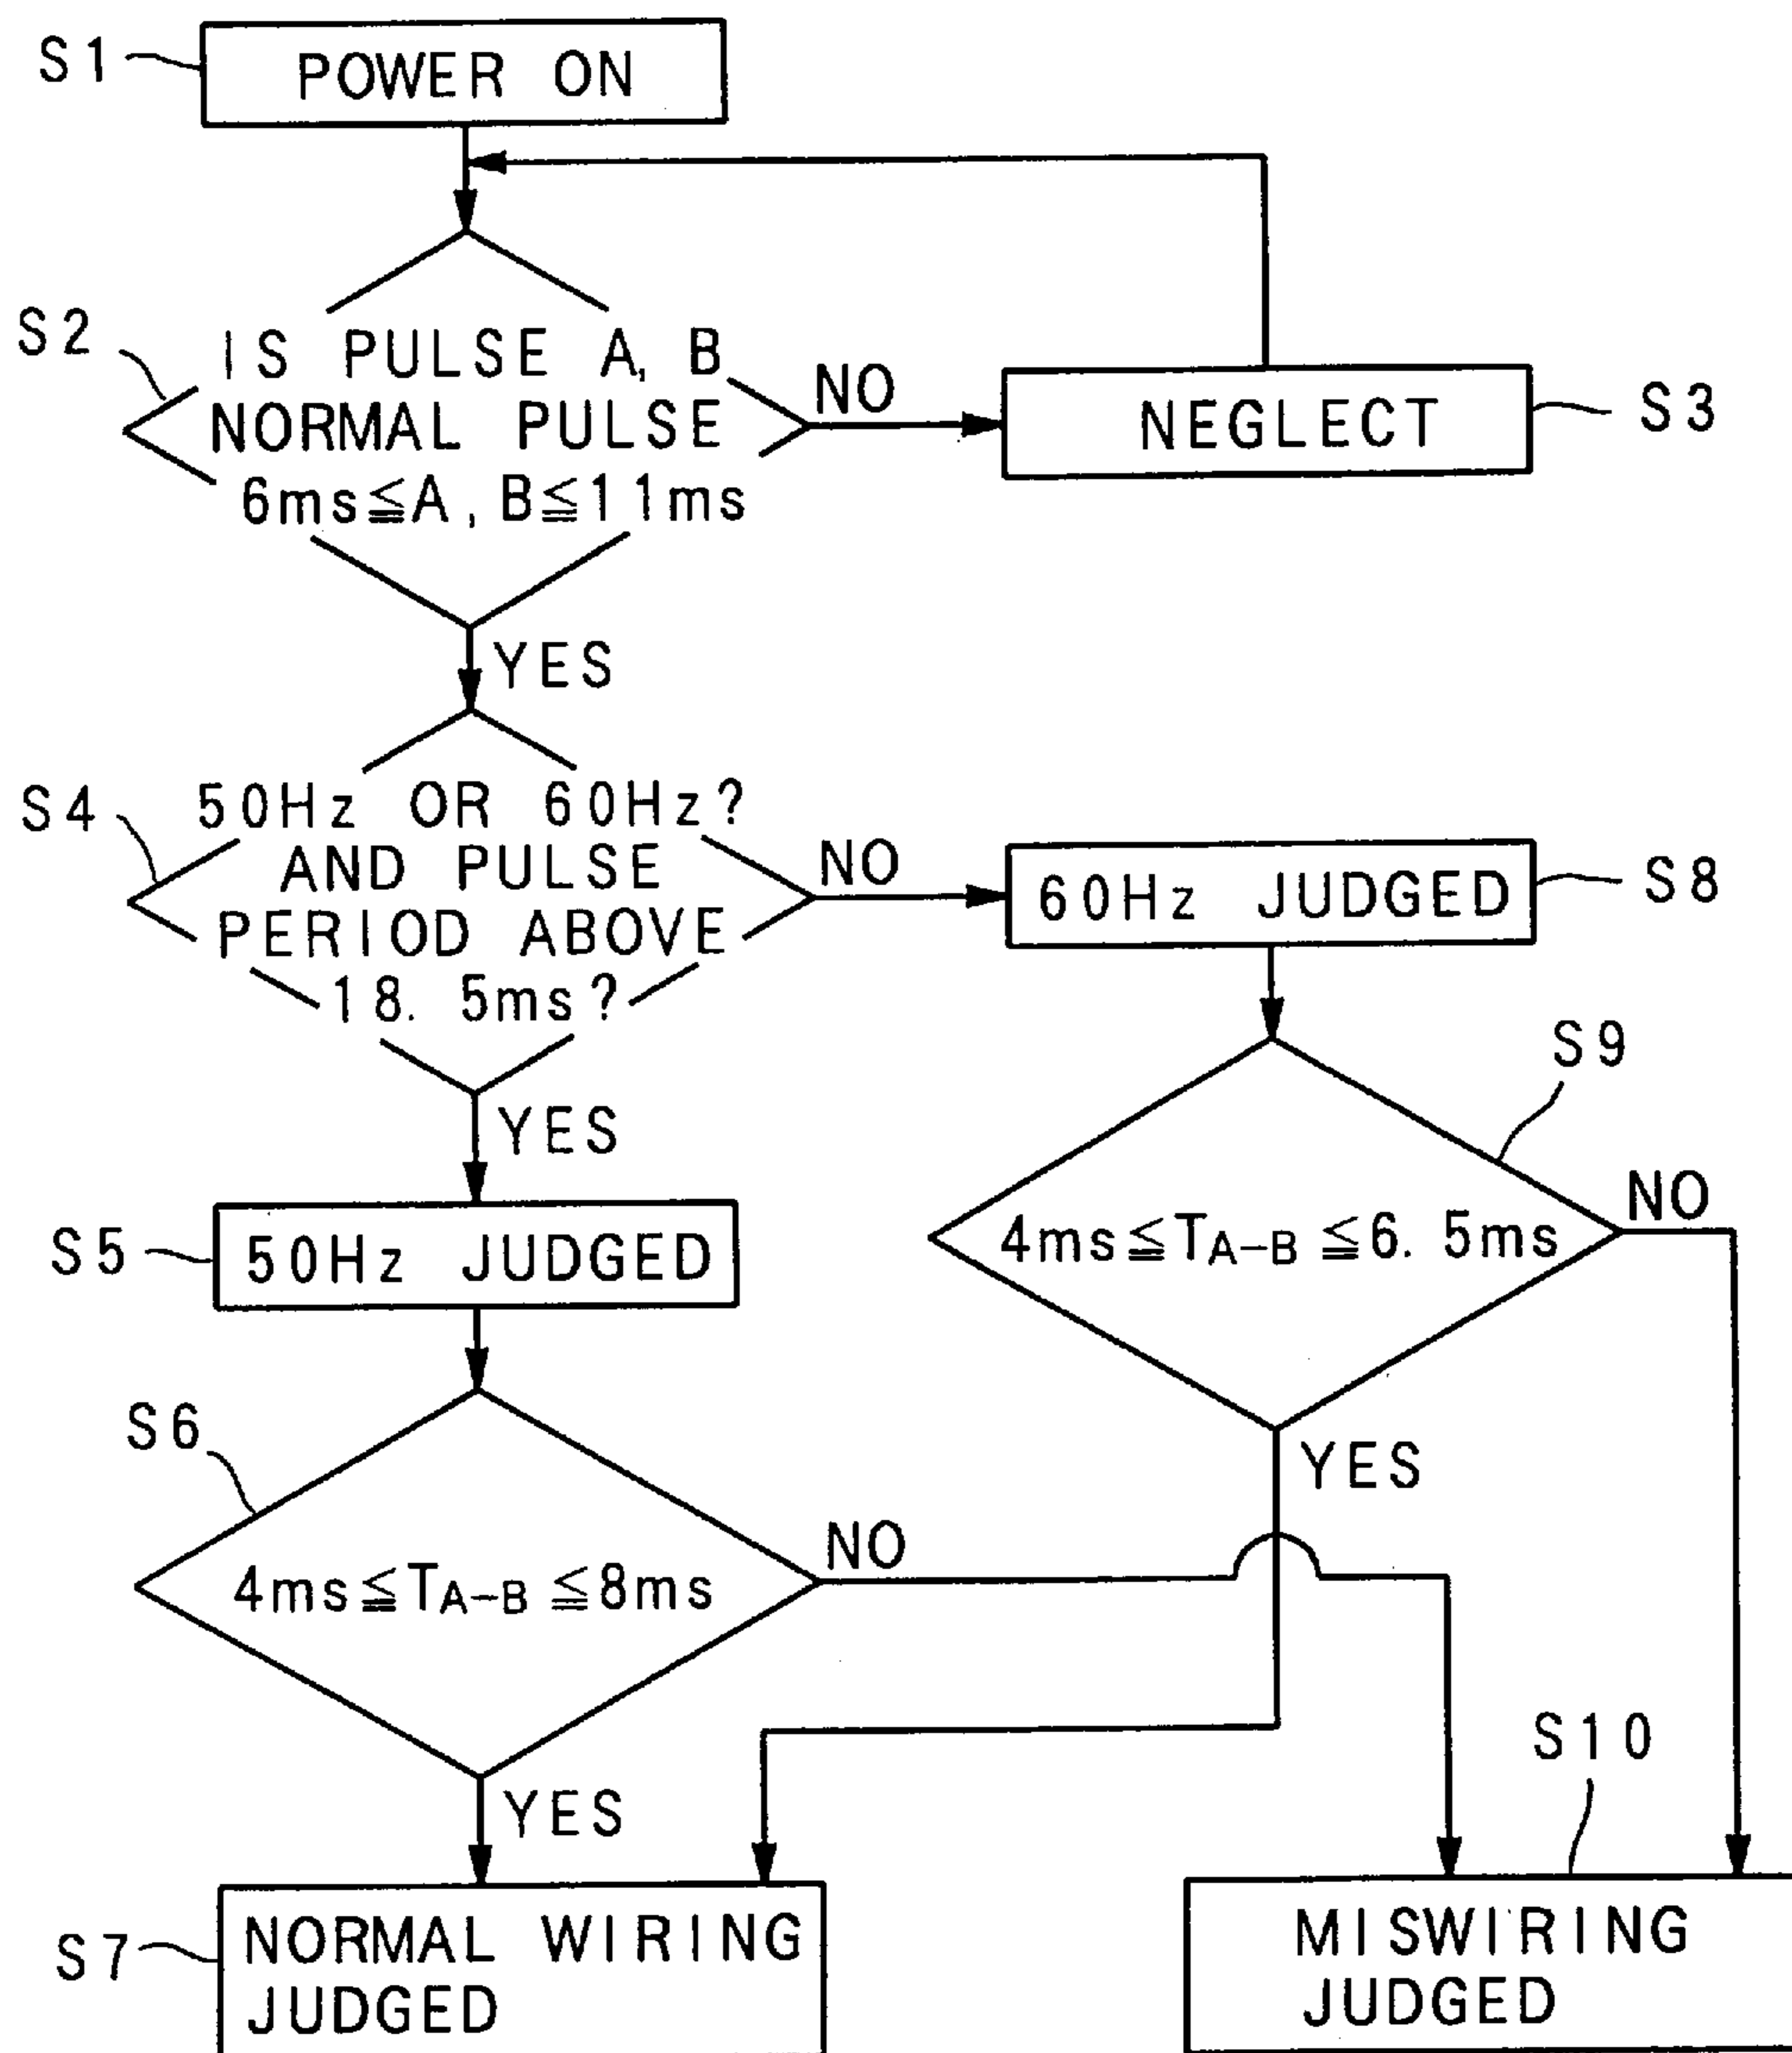 S1
POWER ON
S2
IS PULSE A, B
NORMAL PULSE
6ms≦A, B≦11ms
NO
NEGLECT
S3
YES
S4
50Hz OR 60Hz?
AND PULSE
PERIOD ABOVE
18. 5ms?
NO
60Hz JUDGED
S8
YES
S9
S5
50Hz JUDGED
4ms≦TA-B≦6. 5ms
NO
YES
S6
4ms≦TA-B≦8ms
NO
YES
S10
S7
NORMAL WIRING
JUDGED
MISWIRING
JUDGED